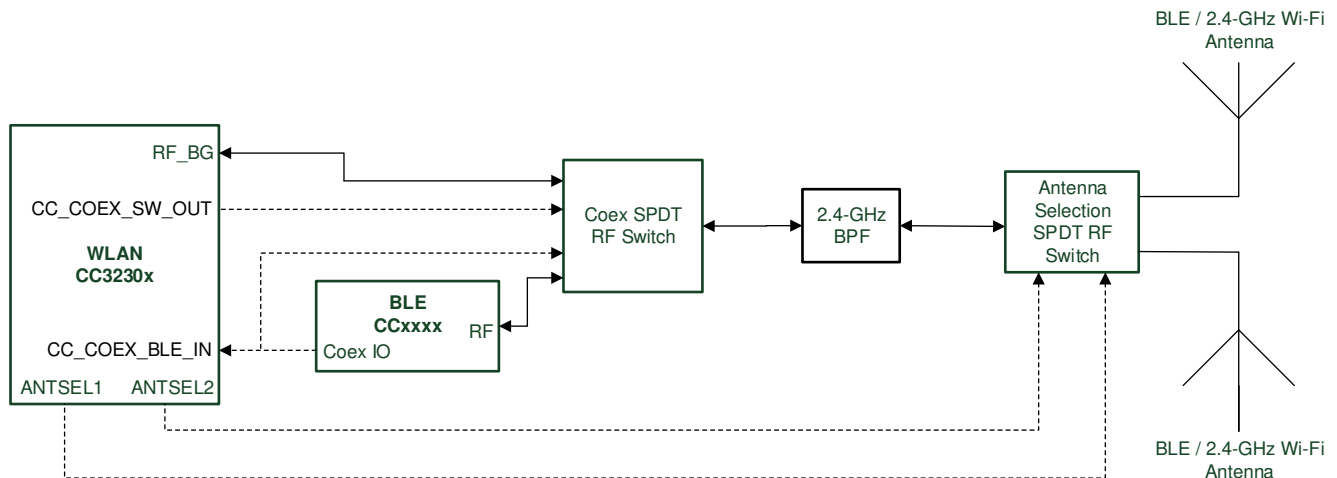 BLE / 2.4-GHz Wi-Fi
Antenna
RF_BG
CC_COEX_SW_OUT
WLAN
CC3230x
CC_COEX_BLE_IN
ANTSEL1 ANTSEL2
BLE
CCxxxx
RF
Coex IO
Coex SPDT
RF Switch
2.4-GHz
BPF
Antenna
Selection
SPDT RF
Switch
BLE / 2.4-GHz Wi-Fi
Antenna